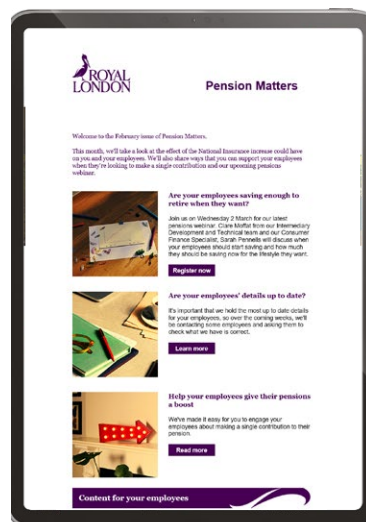 ROYAL
LONDON
Pension Matters
Welcome to the February issue of Pension Matters.
This month, we'll take a look at the effect of the National Insurance increase could have
on you and your employees. We'll also share ways that you can support your employees
when they're looking to make a single contribution and our upcoming pensions
webinar.
Are your employees saving enough to
retire when they want?
Join us on Wednesday 2 March for our latest
pensions webinar. Clare Moffat from our Intermediary
Development and Technical team and our Consumer
Finance Specialist, Sarah Pennells will discuss when
your employees should start saving and how much
they should be saving now for the lifestyle they want.
Register now
Are your employees' details up to date?
It's important that we hold the most up to date details
for your employees, so over the coming weeks, we'll
be contacting some employees and asking them to
check what we have is correct.
Learn more
Help your employees give their pensions
a boost
We've made it easy for you to engage your
employees about making a single contribution to their
pension.
Read more
Content for your employees